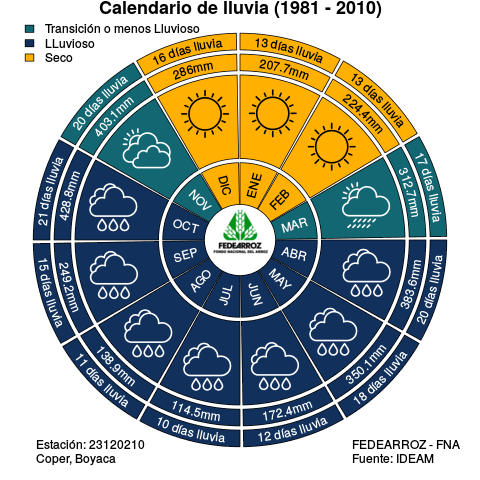 Calendario de lluvia (1981 - 2010)
Transición o menos Lluvioso
LLuvioso
Seco
13 días lluvia
207.7mm
ENE
13 días lluvia
224.4mm
FEB
17 días lluvia
312.7mm
MAR
20 días lluvia
383.6mm
ABR
18 días lluvia
350.1mm
MAY
12 días lluvia
172.4mm
JUN
10 días lluvia
114.5mm
JUL
11 días lluvia
138.9mm
AGO
15 días lluvia
249.2mm
SEP
21 días lluvia
428.8mm
OCT
20 días lluvia
403.1mm
NOV
16 días lluvia
286mm
DIC
FEDEARROZ
FONDO NACIONAL DEL ARROZ
Estación: 23120210
Coper, Boyaca
FEDEARROZ - FNA
Fuente: IDEAM